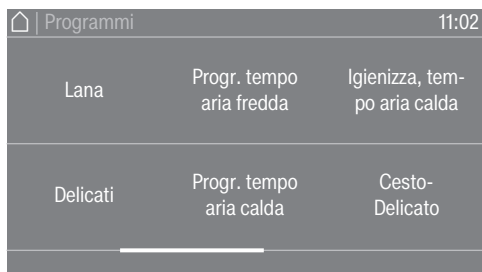 | Programmi 11:02
Lana
Progr. tempo
aria fredda
Igienizza, tem-
po aria calda
Delicati
Progr. tempo
aria calda
Cesto-
Delicato